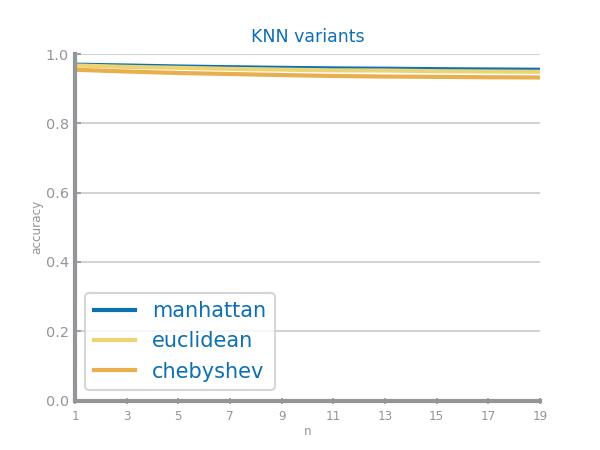 KNN variants
1.0
0.8
0.6
0.4
0.2
0.0
accuracy
manhattan
euclidean
chebyshev
1 3 5 7 9 11 13 15 17 19
n